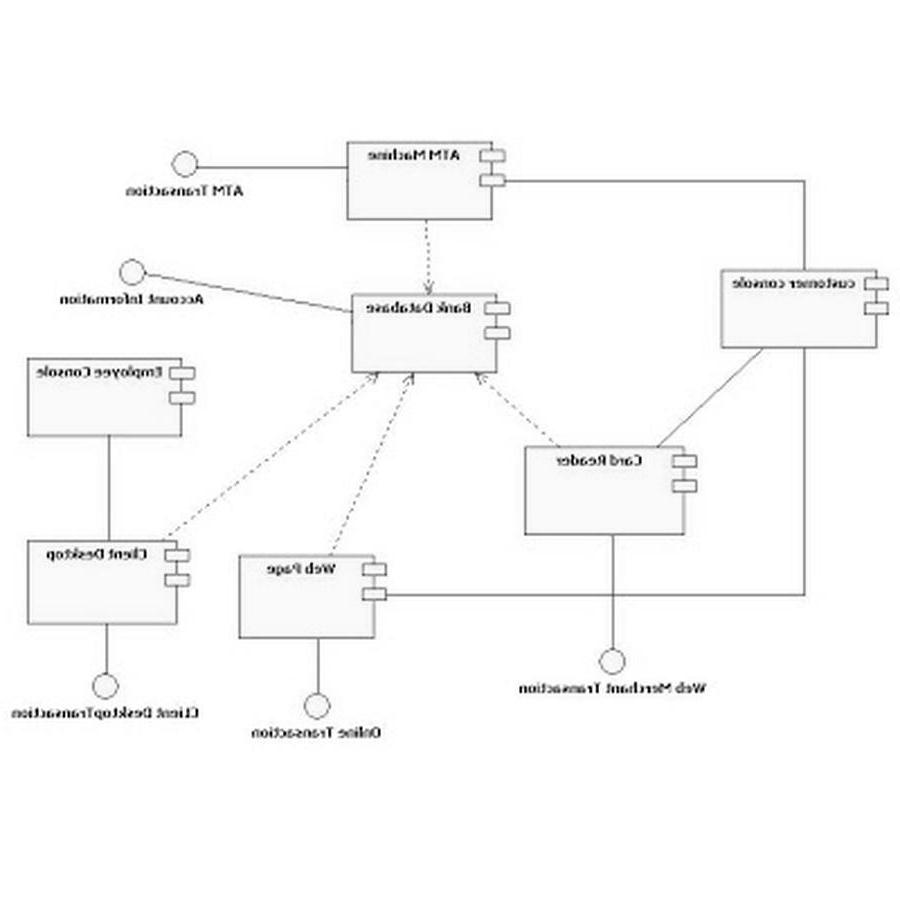 ATM Machine
ATM Transaction
customer console
Account Information
Bank Database
Employee Console
Card Reader
Client Desktop
Web Page
Web Merchant Transaction
Client DesktopTransaction
Online Transaction